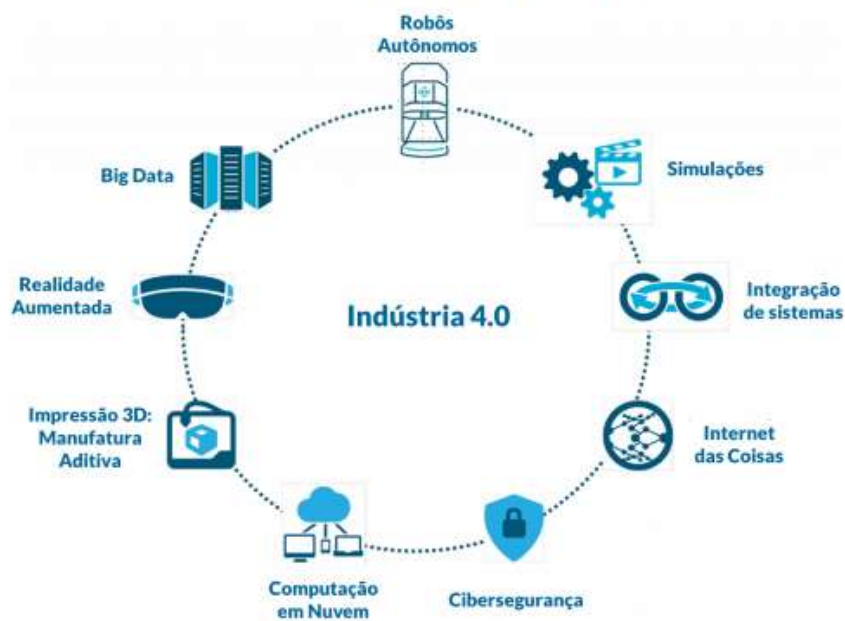 Robôs
Autônomos
Simulações
Integração
de sistemas
Internet
das Coisas
Cibersegurança
Computação
em Nuvem
Impressão 3D:
Manufatura
Aditiva
Realidade
Aumentada
Big Data
Indústria 4.0